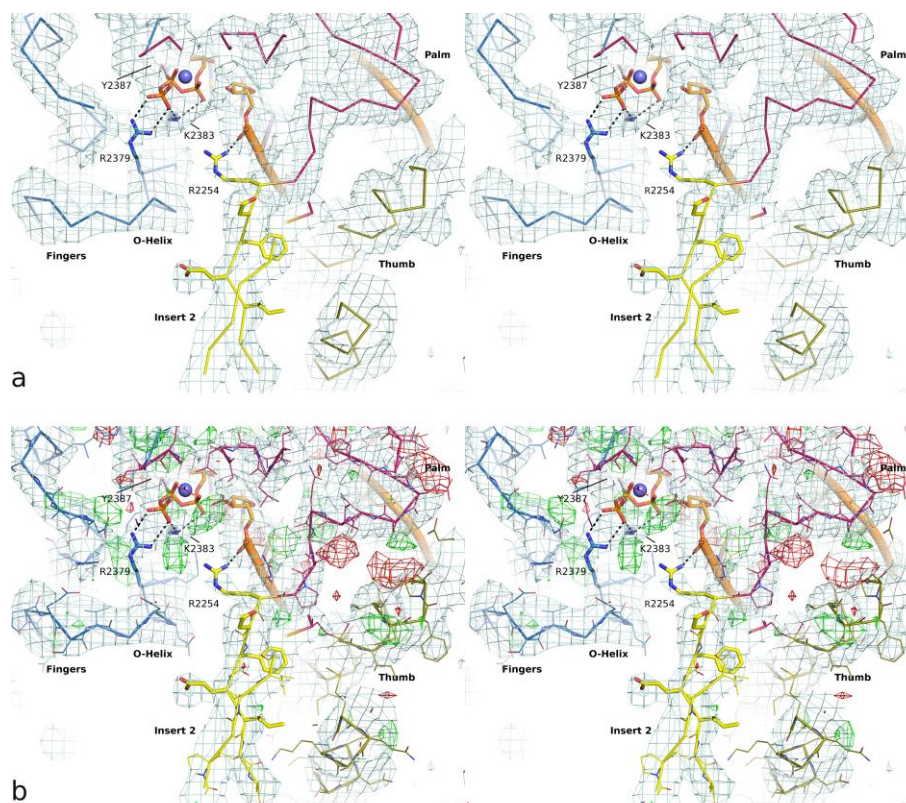 Palm Palm
Y2387 Y2387
K2383 K2383
R2379 R2379
R2254 R2254
O-Helix O-Helix
Fingers Fingers
Thumb Thumb
Insert 2 Insert 2
a
Palm Palm
Y2387 Y2387
K2383 K2383
R2379 R2379
R2254 R2254
O-Helix O-Helix
Fingers Fingers
Thumb Thumb
Insert 2 Insert 2
b